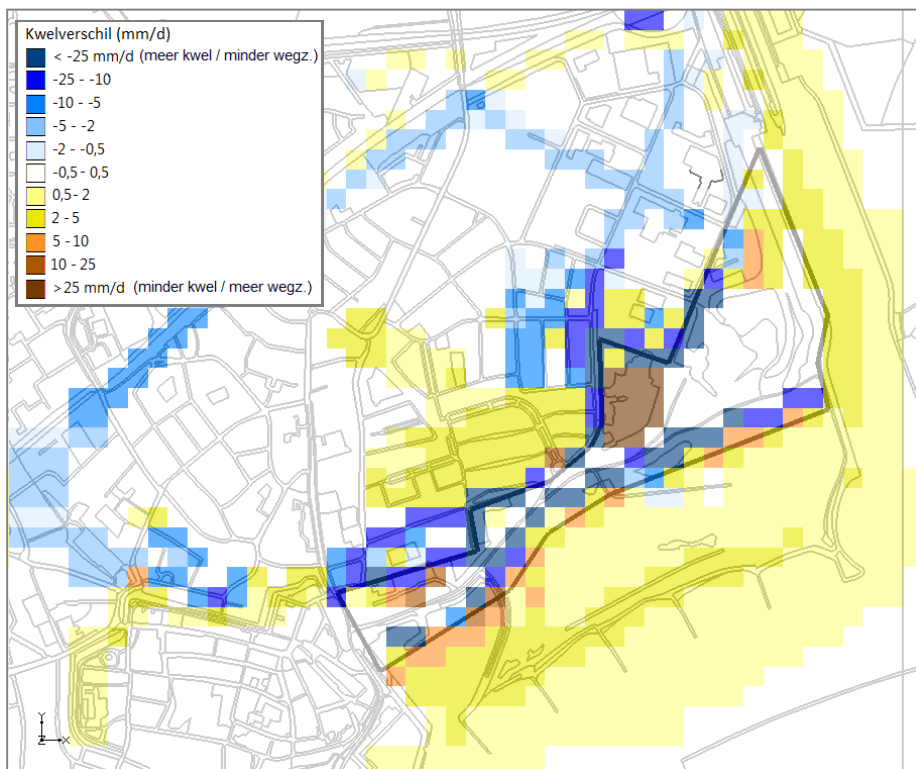 Kwelverschil (mm/d)
< -25 mm/d (meer kwel / minder wegz.)
-25 - -10
-10 - -5
-5 - -2
-2 - -0,5
-0,5 - 0,5
0,5- 2
2 - 5
5 - 10
10 - 25
>25 mm/d (minder kwel / meer wegz.)
Y
Z X